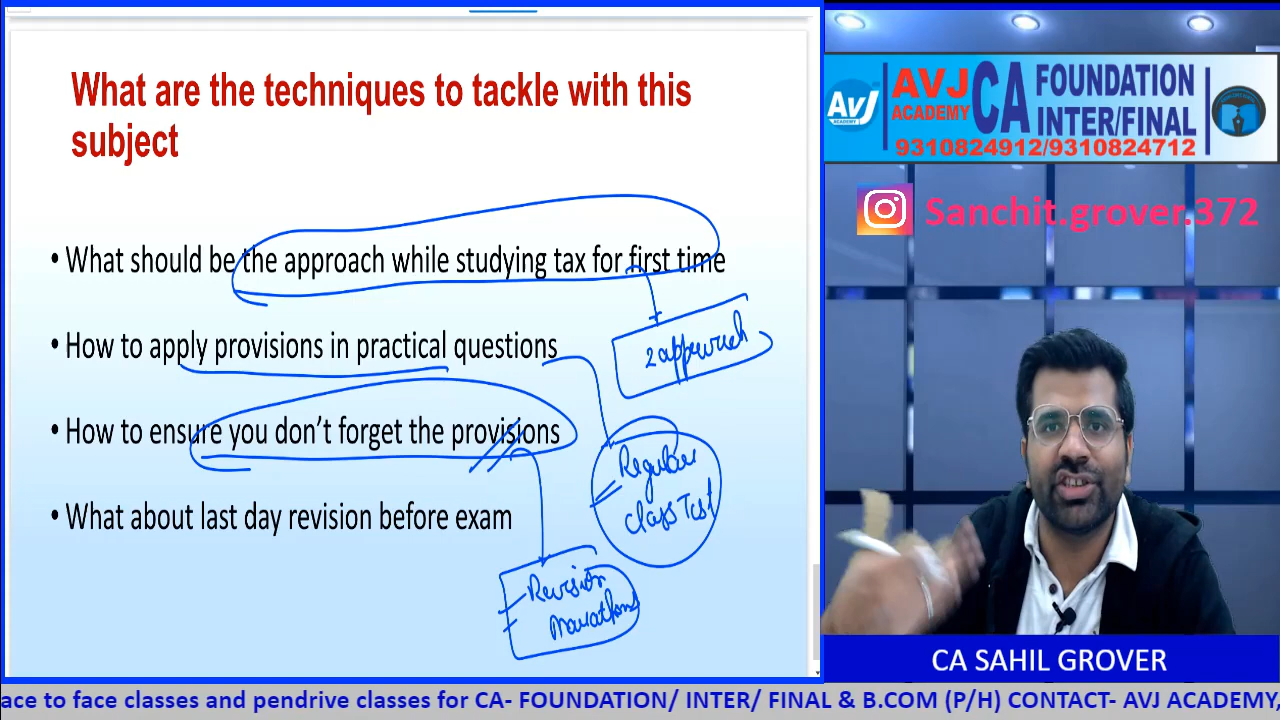 What are the techniques to tackle with this
subject
• What should be the approach while studying tax for first time
2 approach
• How to apply provisions in practical questions
Regular
Class Test
• How to ensure you don't forget the provisions
Revision
Marathons
• What about last day revision before exam
AVJ
ACADEMY
AVJ
ACADEMY
CA
FOUNDATION
INTER/FINAL
9310824912/9310824712
Sanchit.grover.372
CA SAHIL GROVER
ace to face classes and pendrive classes for CA- FOUNDATION/ INTER/ FINAL & B.COM (P/H) CONTACT- AVJ ACADEMY,